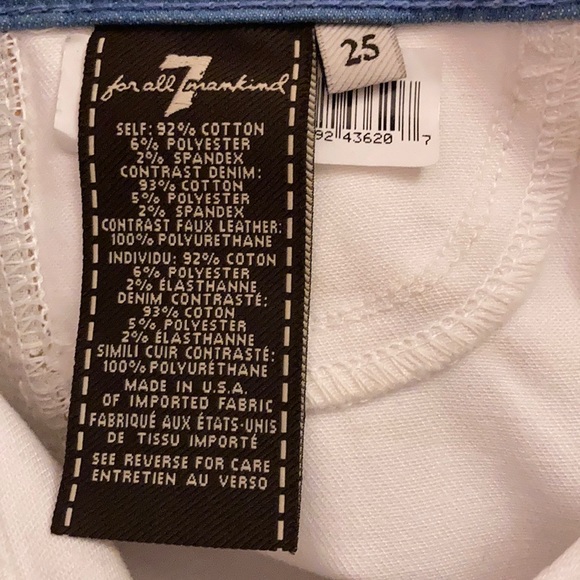 for all 7 mankind
SELF: 92% COTTON
6% POLYESTER
2% SPANDEX
CONTRAST DENIM:
93% COTTON
5% POLYESTER
2% SPANDEX
CONTRAST FAUX LEATHER:
100% POLYURETHANE
INDIVIDU: 92% COTON
6% POLYESTER
2% ÉLASTHANNE
DENIM CONTRASTÉ:
93% COTON
5% POLYESTER
2% ÉLASTHANNE
SIMILI CUIR CONTRASTÉ:
100% POLYURÉTHANE
MADE IN U.S.A.
OF IMPORTED FABRIC
FABRIQUÉ AUX ÉTATS-UNIS
DE TISSU IMPORTÉ
SEE REVERSE FOR CARE
ENTRETIEN AU VERSO
25
92 43620 7